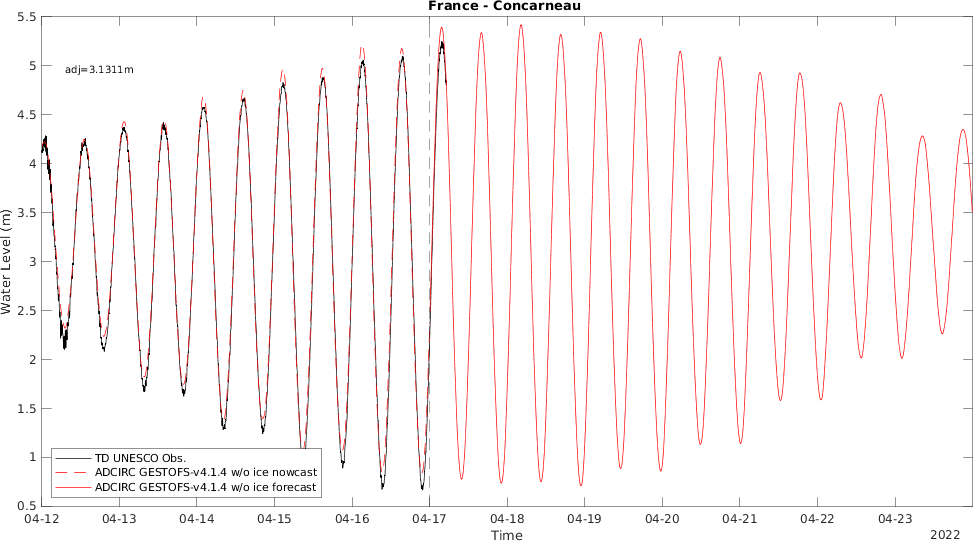 France - Concarneau
adj=3.1311m
Water Level (m)
5.5
5
4.5
4
3.5
3
2.5
2
1.5
1
0.5
TD UNESCO Obs.
ADCIRC GESTOFS-v4.1.4 w/o ice nowcast
ADCIRC GESTOFS-v4.1.4 w/o ice forecast
04-12 04-13 04-14 04-15 04-16 04-17 04-18 04-19 04-20 04-21 04-22 04-23
Time
2022